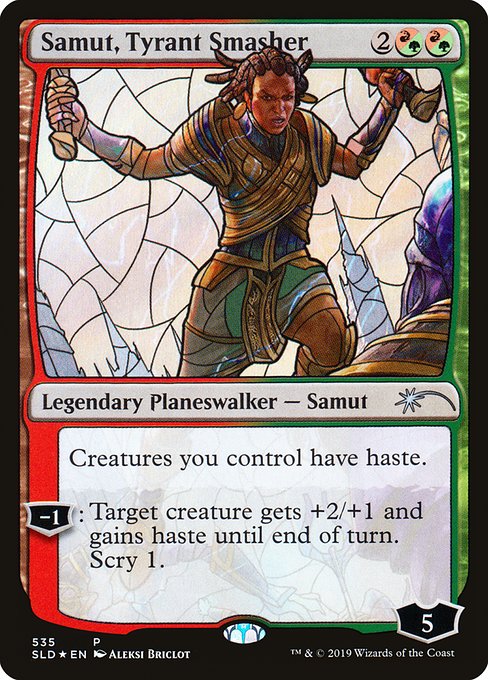 Samut, Tyrant Smasher 2
Legendary Planeswalker — Samut
Creatures you control have haste.
-1: Target creature gets +2/+1 and
gains haste until end of turn.
Scry 1.
5
535 P
SLD ★ EN Aleksi Briclot
™ & © 2019 Wizards of the Coast